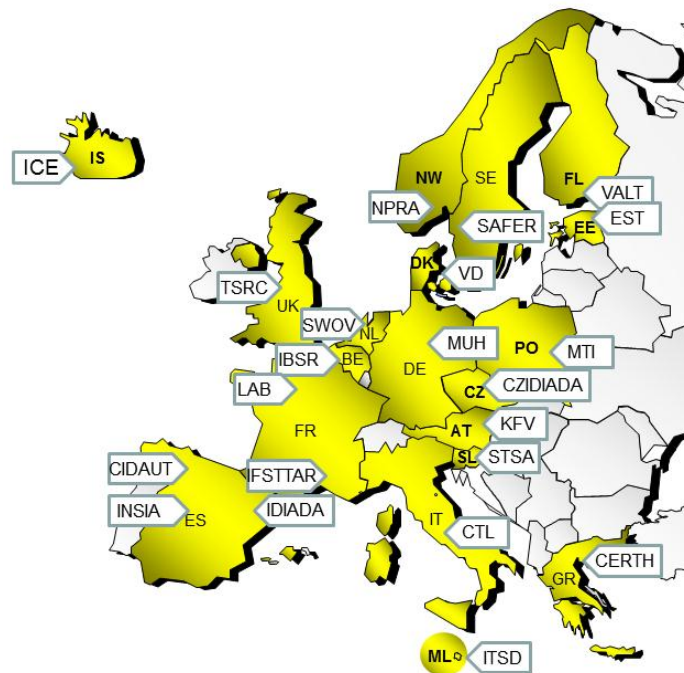 IS
ICE
NW
SE
FL
NPRA
VALT
SAFER
EE
EST
DK
VD
TSRC
UK
SWOV
NL
MUH
PO
MTI
IBSR
BE
DE
LAB
CZ
CZIDIADA
FR
AT
KFV
SL
STSA
CIDAUT
IFSTTAR
INSIA
ES
IDIADA
IT
CTL
CERTH
GR
ML
ITSD